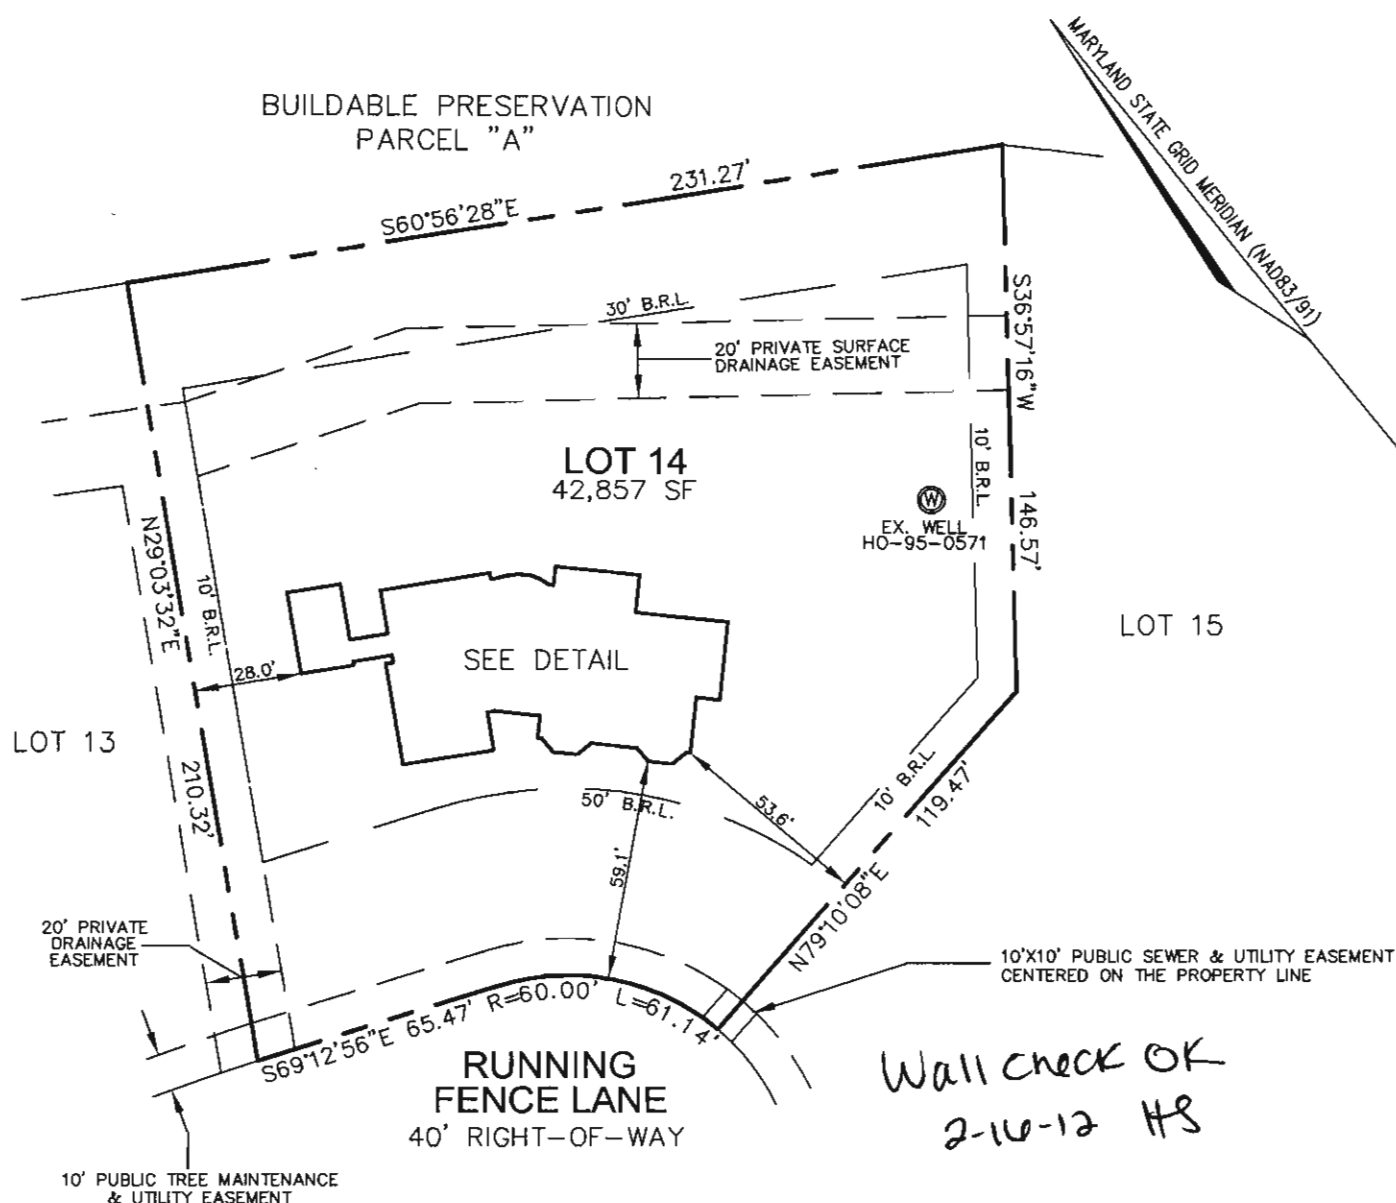 BUILDABLE PRESERVATION
PARCEL "A"
MARYLAND STATE GRID MERIDIAN (NAD83/91)
231.27'
S60°56'28"E
30' B.R.L.
20' PRIVATE SURFACE
DRAINAGE EASEMENT
S36°57'16"W
LOT 14
42,857 SF
10' B.R.L.
W
EX. WELL
HO-95-0571
146.57'
N29°03'32"E
10' B.R.L.
LOT 15
SEE DETAIL
28.0'
LOT 13
210.32'
50' B.R.L.
53.6'
10' B.R.L.
119.47'
59.1'
N79°10'08"E
20' PRIVATE
DRAINAGE
EASEMENT
10'X10' PUBLIC SEWER & UTILITY EASEMENT
CENTERED ON THE PROPERTY LINE
S69°12'56"E 65.47' R=60.00' L=61.14'
RUNNING
FENCE LANE
40' RIGHT-OF-WAY
Wall check OK
2-16-12 HS
10' PUBLIC TREE MAINTENANCE
& UTILITY EASEMENT